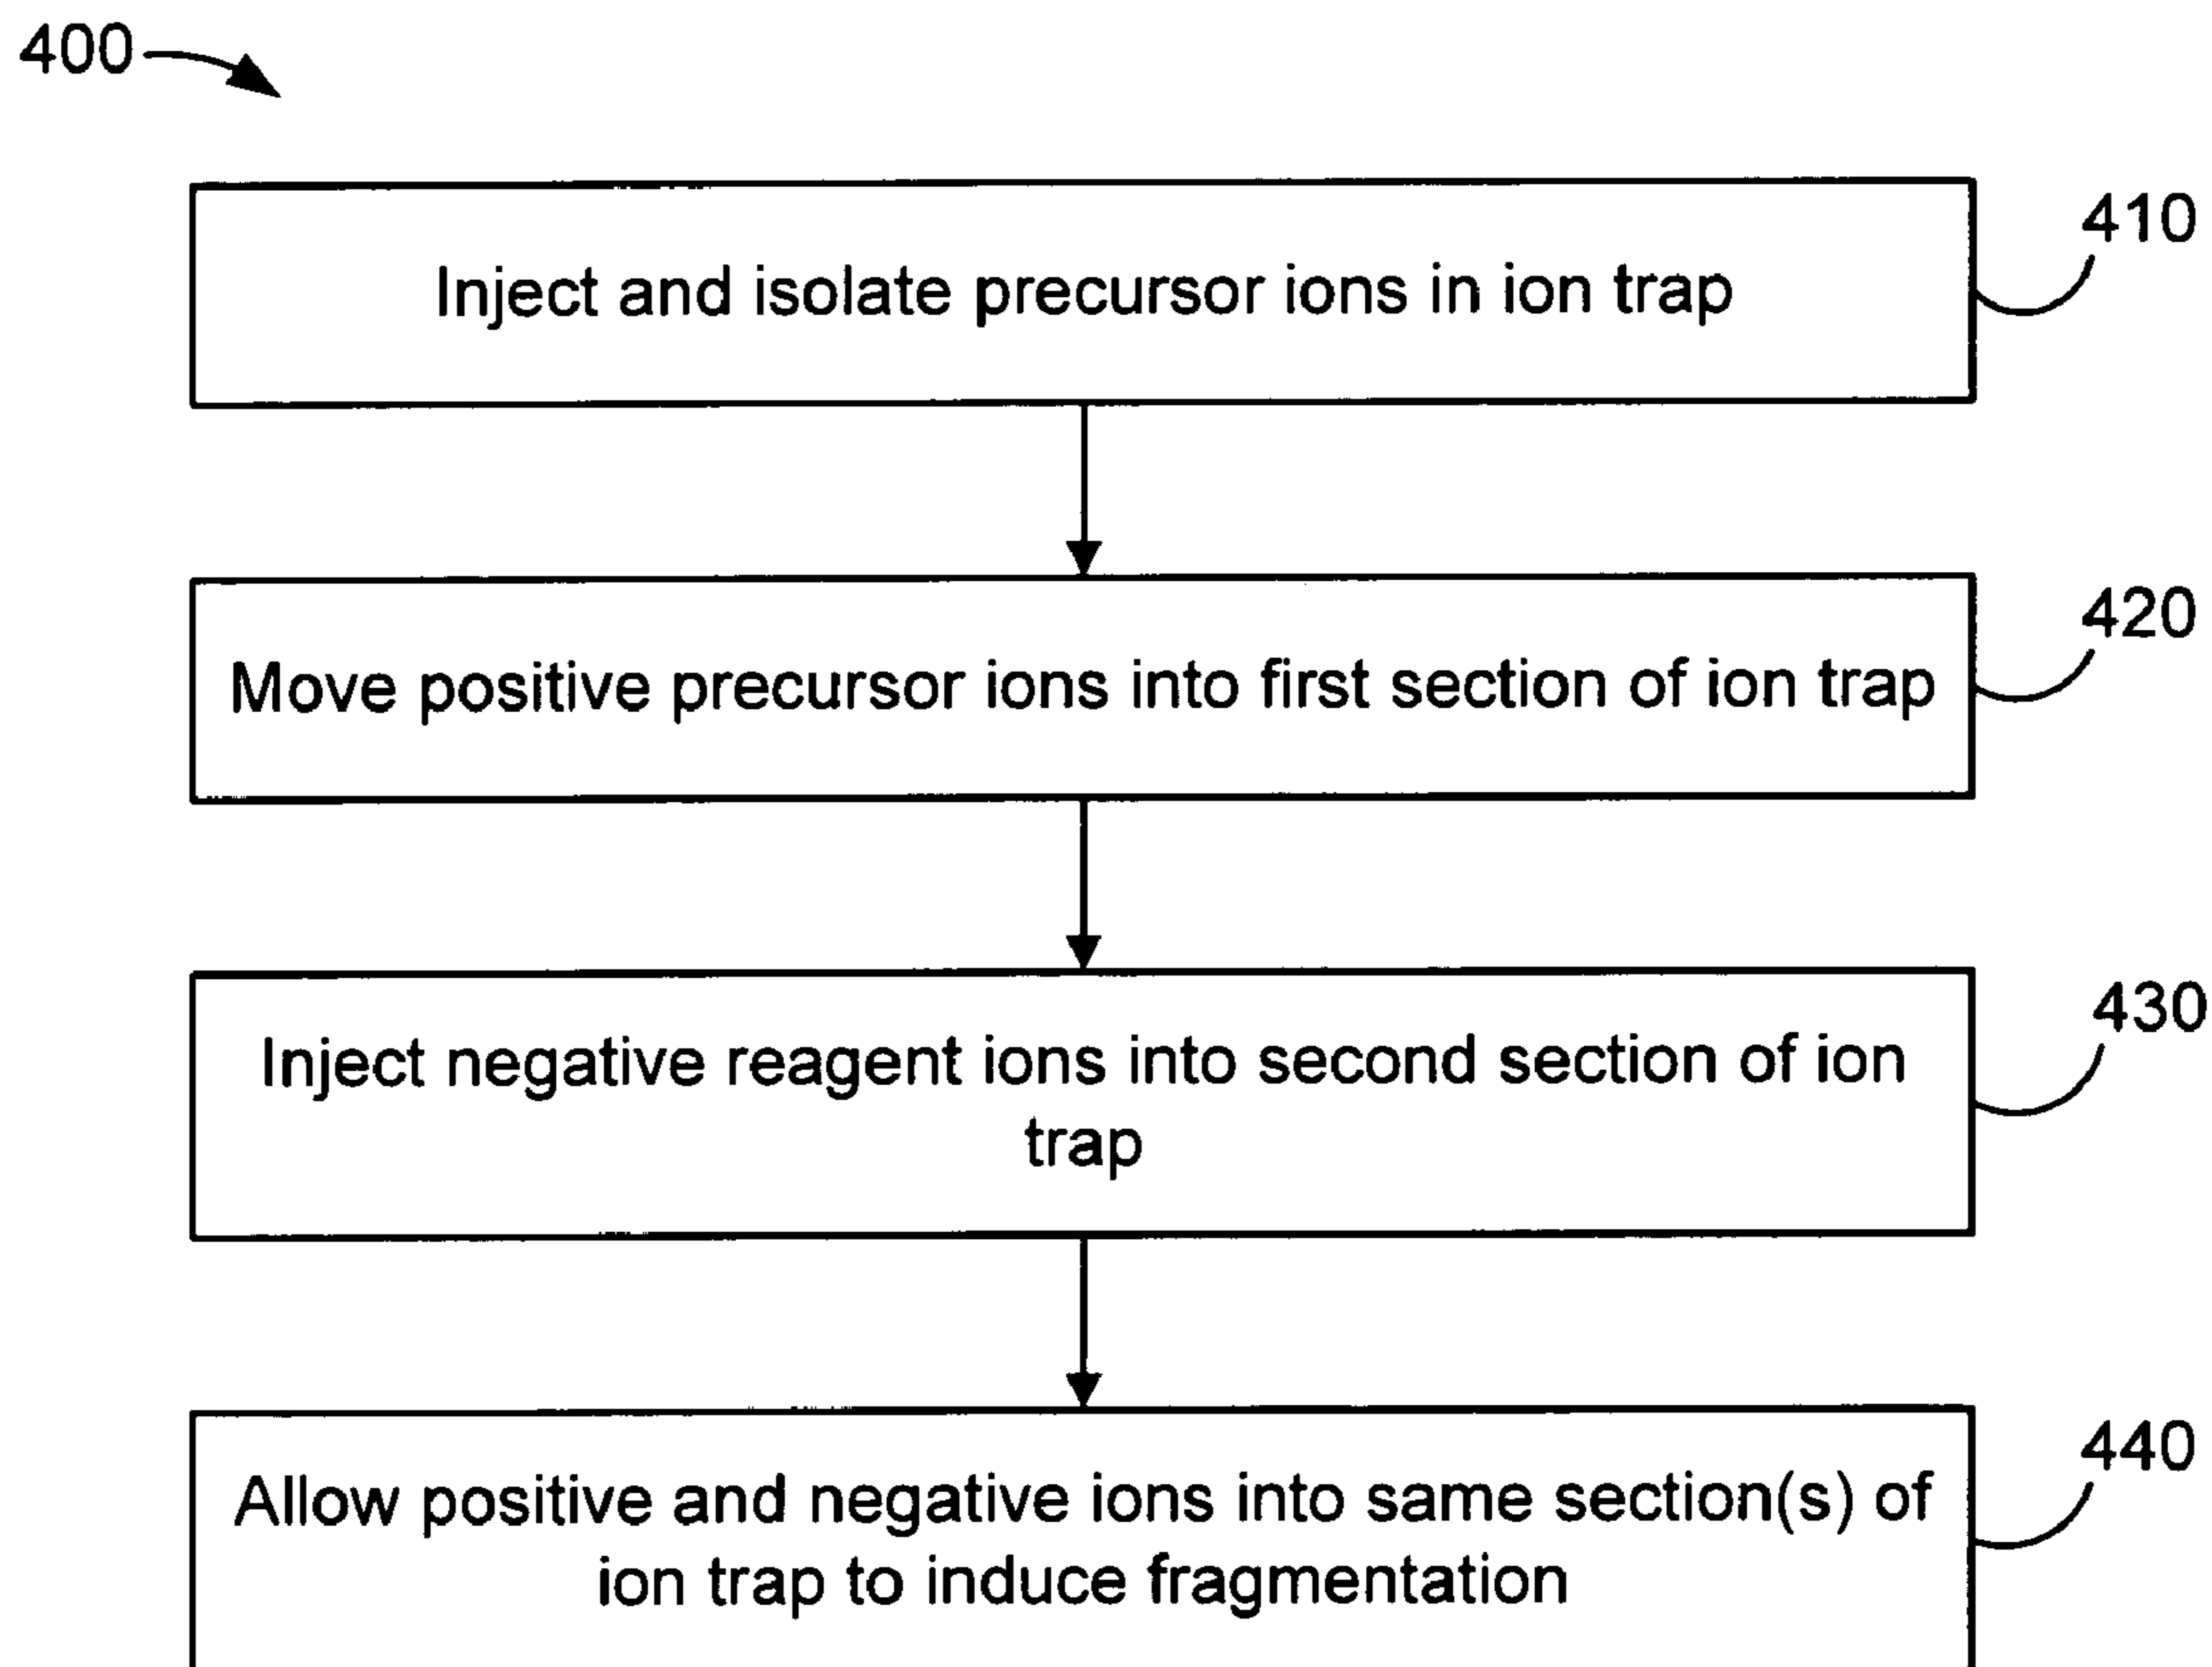 400
410
Inject and isolate precursor ions in ion trap
420
Move positive precursor ions into first section of ion trap
430
Inject negative reagent ions into second section of ion
trap
440
Allow positive and negative ions into same section(s) of
ion trap to induce fragmentation